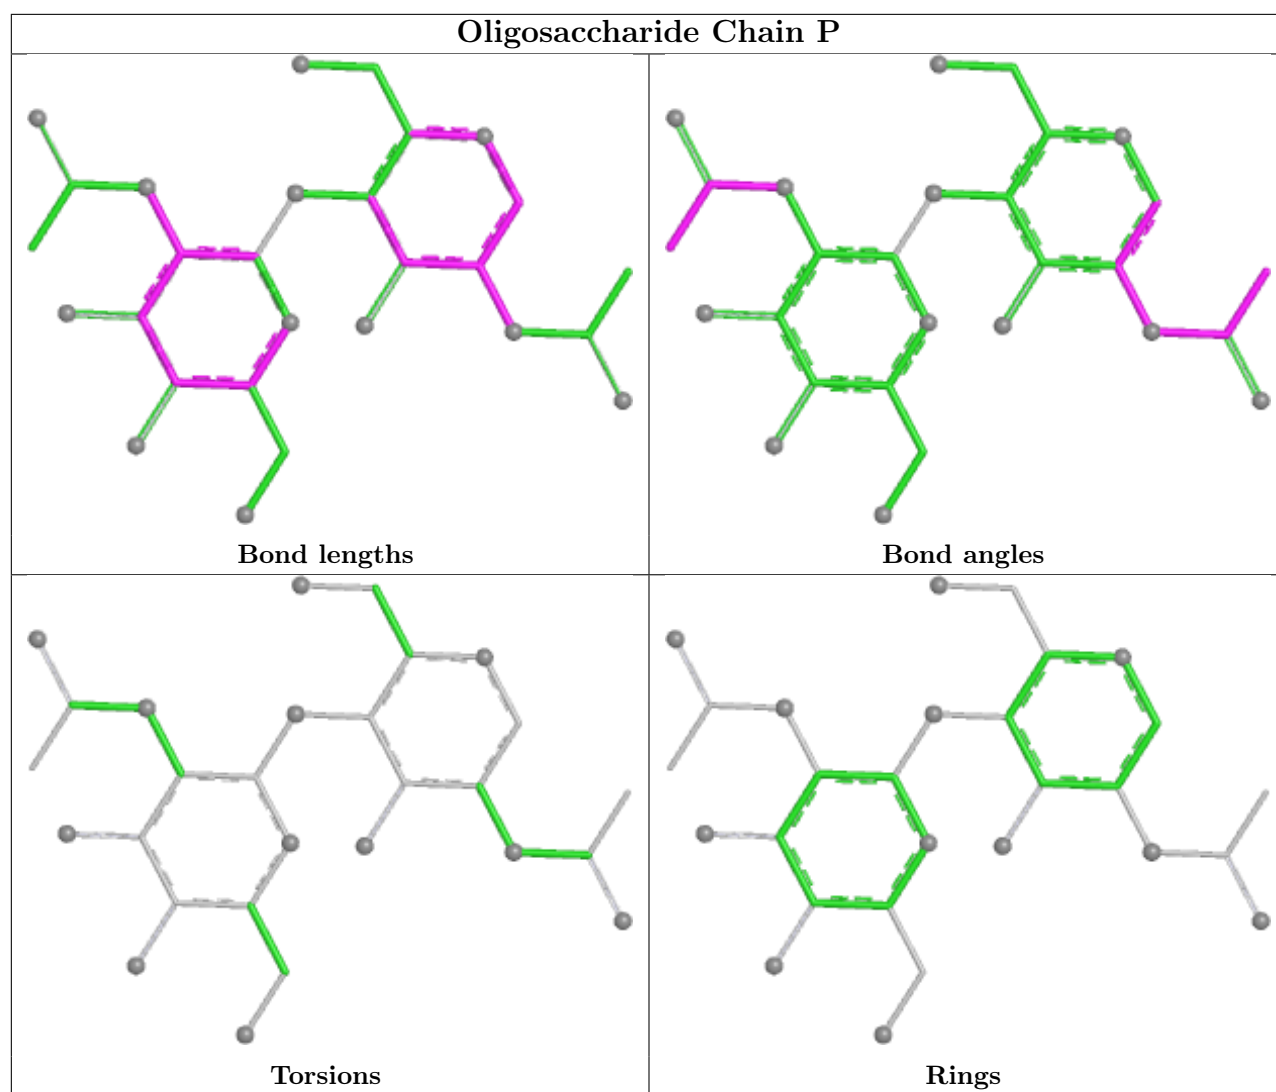 Oligosaccharide Chain P
Bond lengths
Bond angles
Torsions
Rings